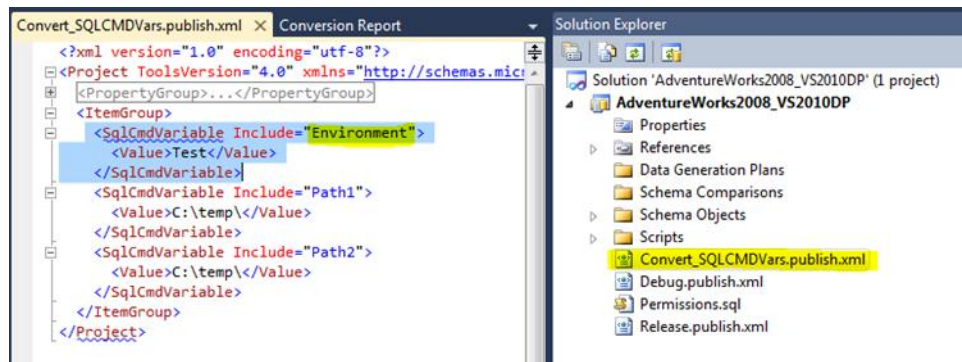 Convert_SQLCMDVars.publish.xml
Conversion Report
<?xml version="1.0" encoding="utf-8"?>
<Project ToolsVersion="4.0" xmlns="http://schemas.micr
<PropertyGroup>...</PropertyGroup>
<ItemGroup>
<SqlCmdVariable Include="Environment">
<Value>Test</Value>
</SqlCmdVariable>
<SqlCmdVariable Include="Path1">
<Value>C:\temp\</Value>
</SqlCmdVariable>
<SqlCmdVariable Include="Path2">
<Value>C:\temp\</Value>
</SqlCmdVariable>
</ItemGroup>
</Project>
Solution Explorer
Solution 'AdventureWorks2008_VS2010DP' (1 project)
AdventureWorks2008_VS2010DP
Properties
References
Data Generation Plans
Schema Comparisons
Schema Objects
Scripts
Convert_SQLCMDVars.publish.xml
Debug.publish.xml
Permissions.sql
Release.publish.xml